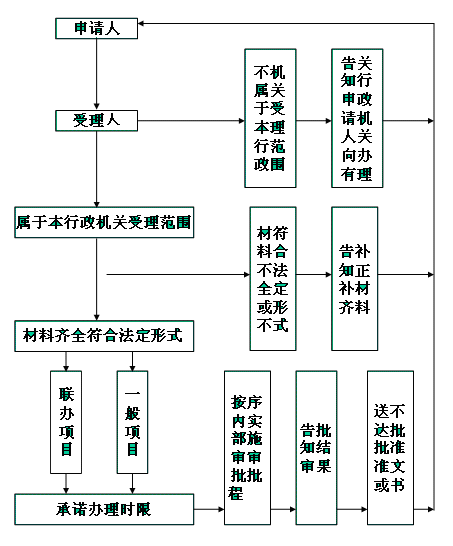 申请人
受理人
不属于本行政
机关受理范围
告知申请人向有
关行政机关办理
属于本行政机关受理范围
材料不全或不
符合法定形式
告知补齐
补正材料
材料齐全符合法定形式
联办项目
一般项目
承诺办理时限
按内部审批程
序实施审批
告知审
批结果
送达批准或
不批准文书